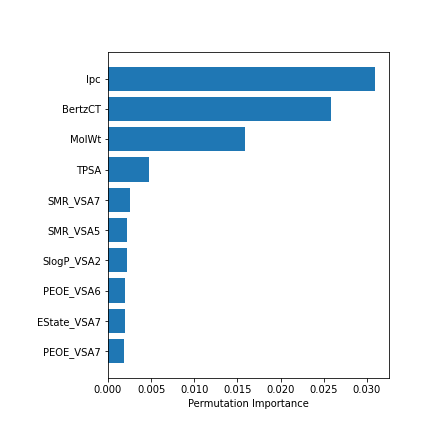 Ipc
BertzCT
MolWt
TPSA
SMR_VSA7
SMR_VSA5
SlogP_VSA2
PEOE_VSA6
EState_VSA7
PEOE_VSA7
0.000 0.005 0.010 0.015 0.020 0.025 0.030
Permutation Importance